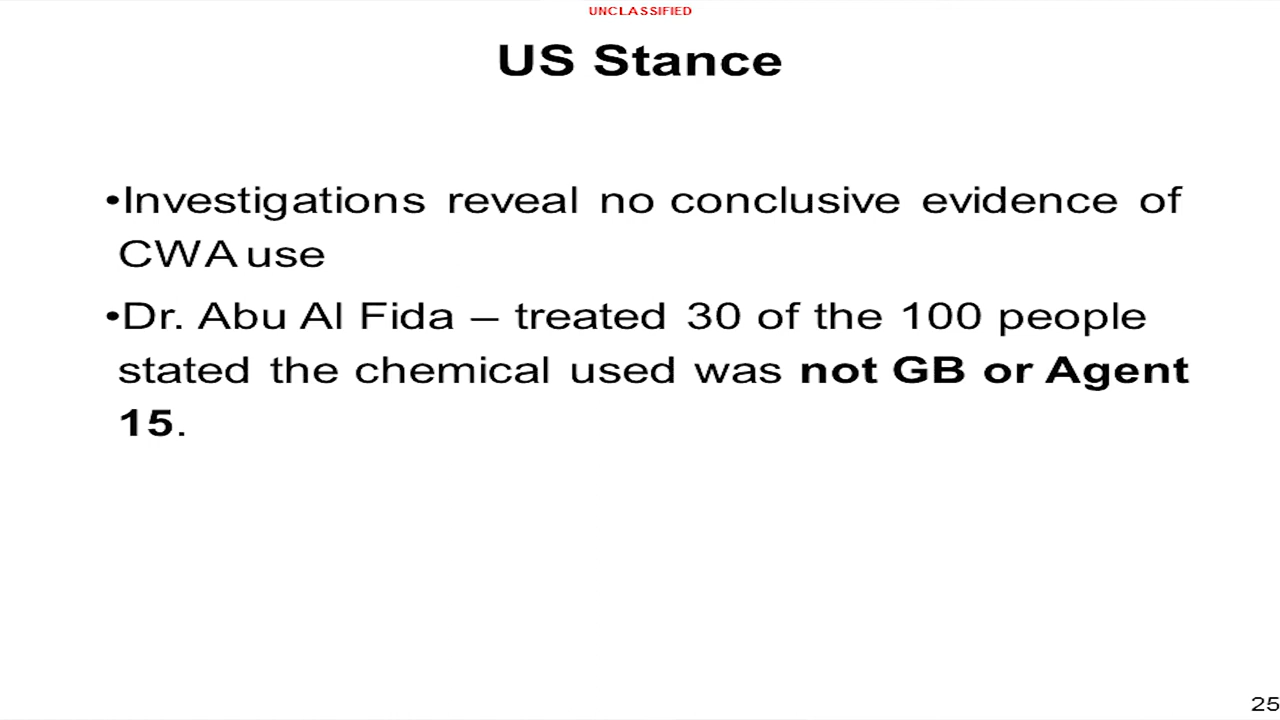 UNCLASSIFIED
US Stance
•Investigations reveal no conclusive evidence of
CWA use
•Dr. Abu Al Fida – treated 30 of the 100 people
stated the chemical used was not GB or Agent
15.
25